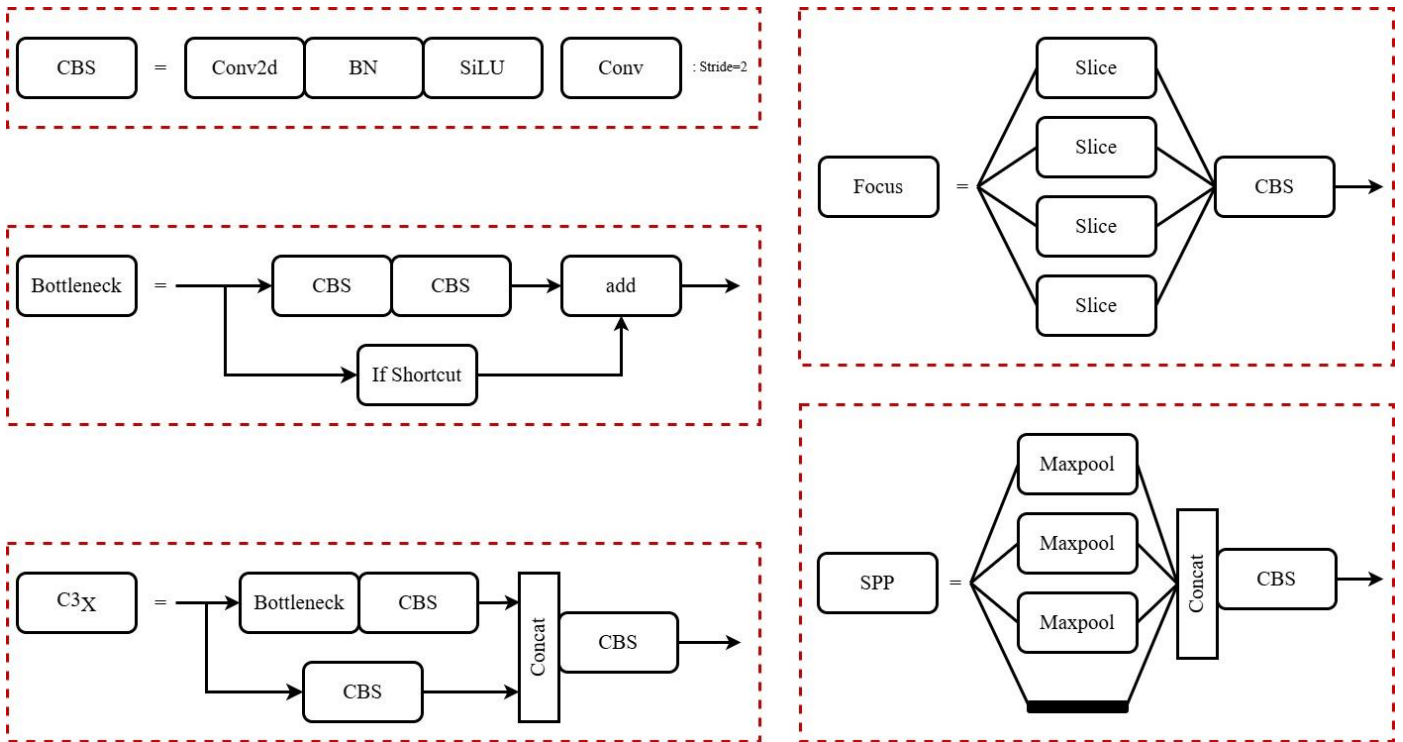 CBS = Conv2d BN SiLU Conv : Stride=2
Bottleneck = CBS CBS add
If Shortcut
C3X = Bottleneck CBS Concat CBS
CBS
Focus = Slice Slice Slice Slice CBS
SPP = Maxpool Maxpool Maxpool Concat CBS